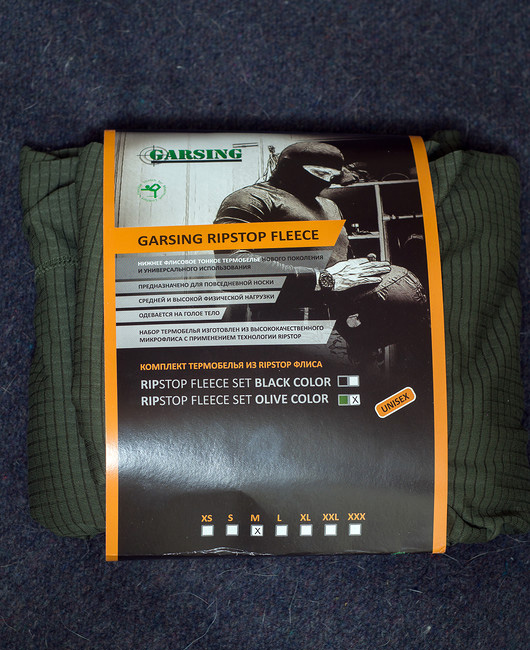 GARSING
GARSING RIPSTOP FLEECE
НИЖНЕЕ ФЛИСОВОЕ ТОНКОЕ ТЕРМОБЕЛЬЕ НОВОГО ПОКОЛЕНИЯ
И УНИВЕРСАЛЬНОГО ИСПОЛЬЗОВАНИЯ
ПРЕДНАЗНАЧЕНО ДЛЯ ПОВСЕДНЕВНОЙ НОСКИ
СРЕДНЕЙ И ВЫСОКОЙ ФИЗИЧЕСКОЙ НАГРУЗКИ
ОДЕВАЕТСЯ НА ГОЛОЕ ТЕЛО
НАБОР ТЕРМОБЕЛЬЯ ИЗГОТОВЛЕН ИЗ ВЫСОКОКАЧЕСТВЕННОГО
МИКРОФЛИСА С ПРИМЕНЕНИЕМ ТЕХНОЛОГИИ RIPSTOP
КОМПЛЕКТ ТЕРМОБЕЛЬЯ ИЗ RIPSTOP ФЛИСА
RIPSTOP FLEECE SET BLACK COLOR
RIPSTOP FLEECE SET OLIVE COLOR X
UNISEX
XS S M L XL XXL XXX
X